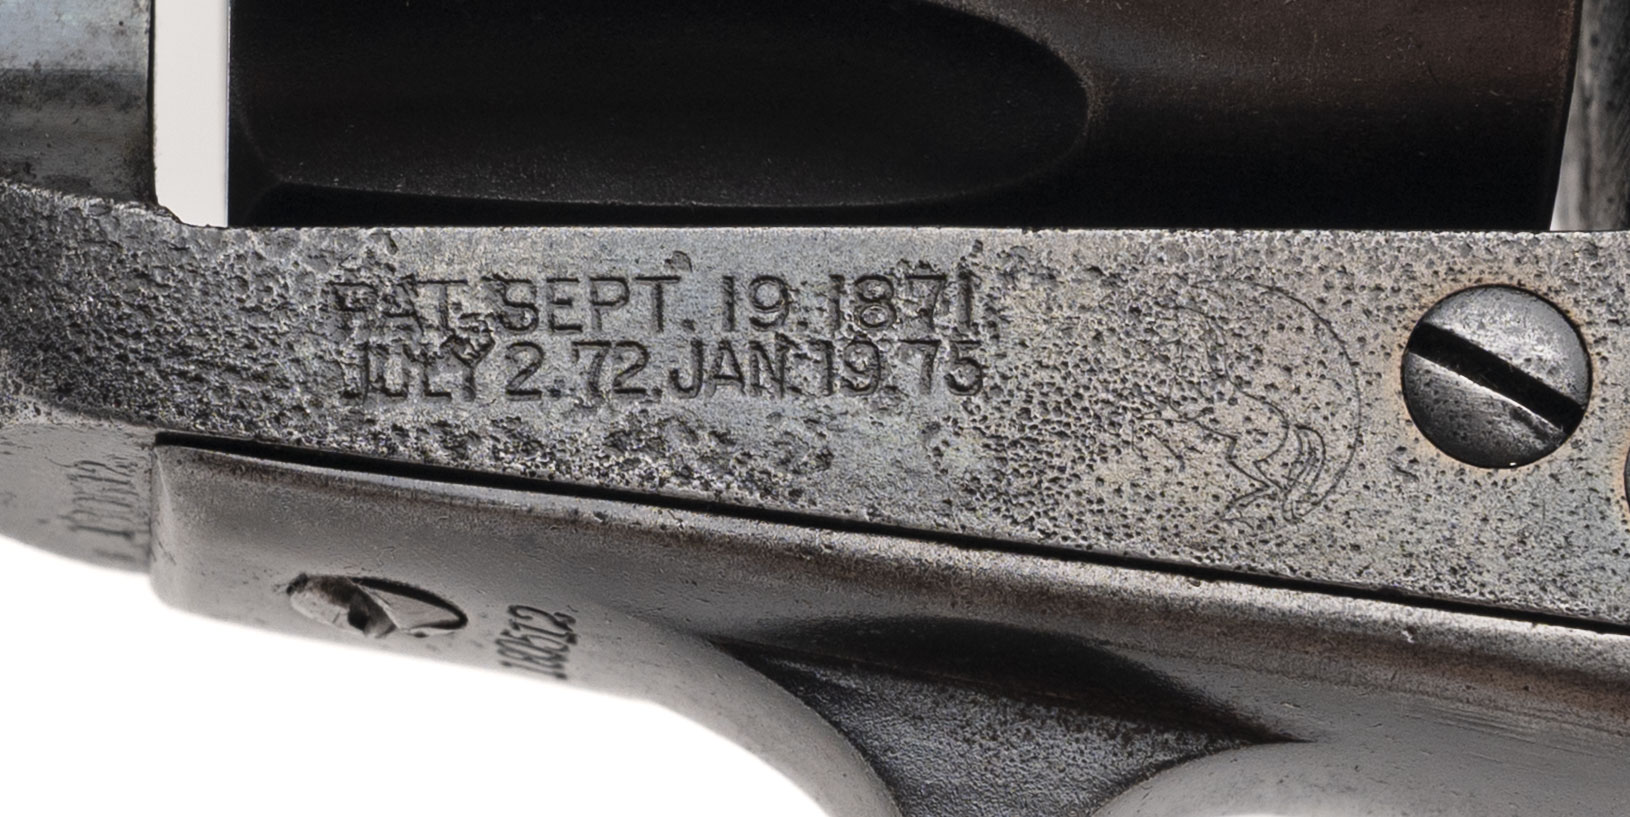 PAT. SEPT. 19. 1871
JULY 2. 72. JAN. 19. 75